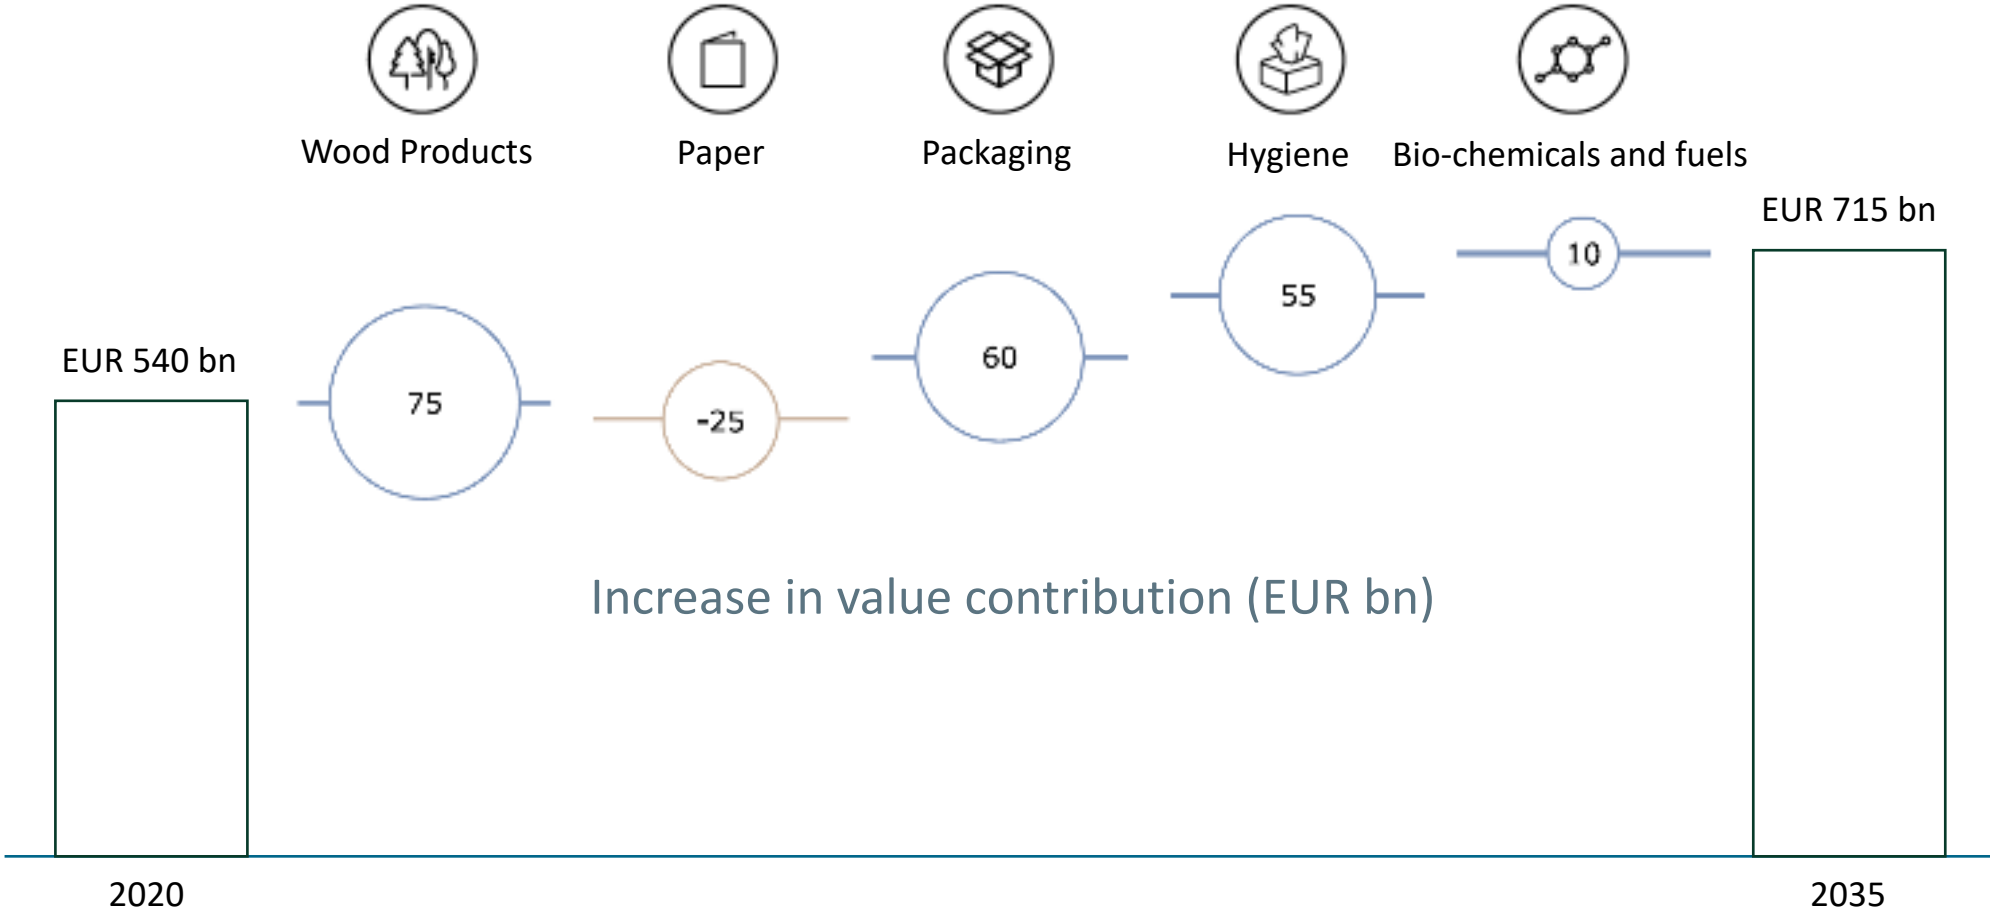 Wood Products
Paper
Packaging
Hygiene
Bio-chemicals and fuels
EUR 540 bn
75
-25
60
55
10
EUR 715 bn
Increase in value contribution (EUR bn)
2020
2035